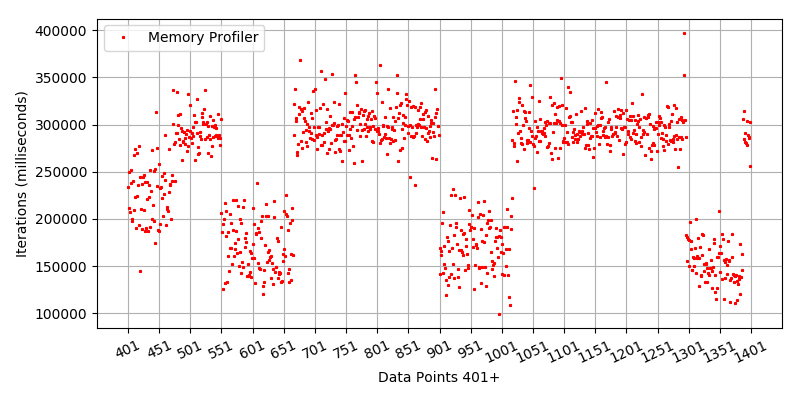 Memory Profiler
400000
350000
300000
250000
200000
150000
100000
Iterations (milliseconds)
401 451 501 551 601 651 701 751 801 851 901 951 1001 1051 1101 1151 1201 1251 1301 1351 1401
Data Points 401+